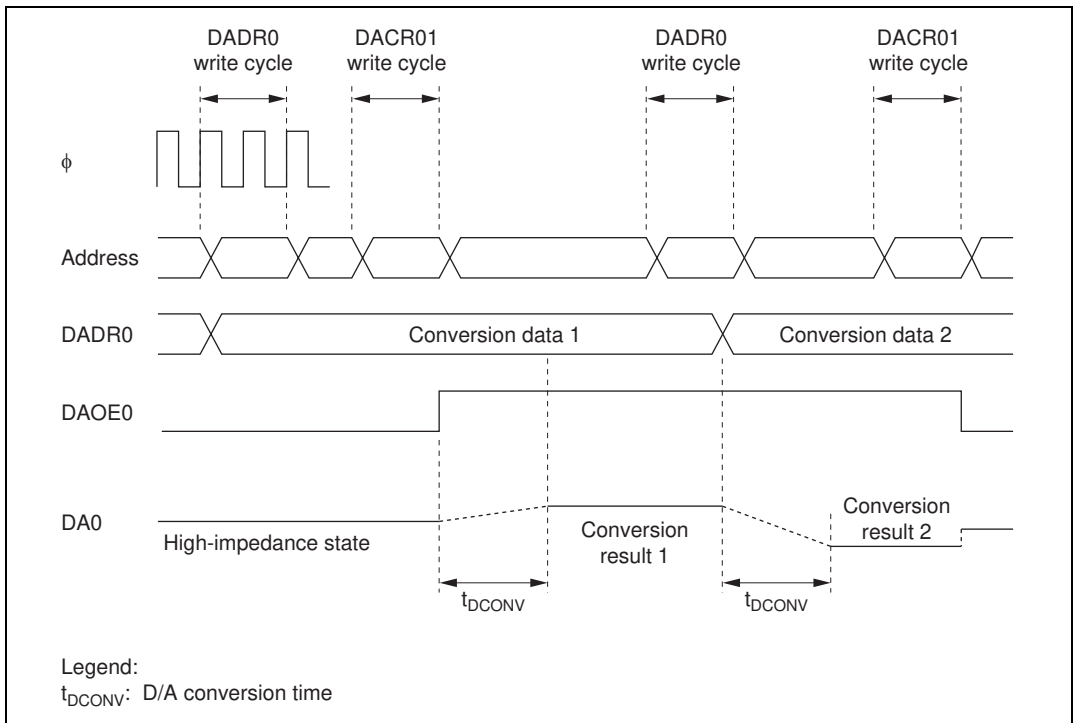 DADR0
write cycle
DACR01
write cycle
DADR0
write cycle
DACR01
write cycle
ϕ
Address
DADR0
Conversion data 1
Conversion data 2
DAOE0
DA0
High-impedance state
Conversion
result 1
Conversion
result 2
tDCONV
tDCONV
Legend:
tDCONV: D/A conversion time